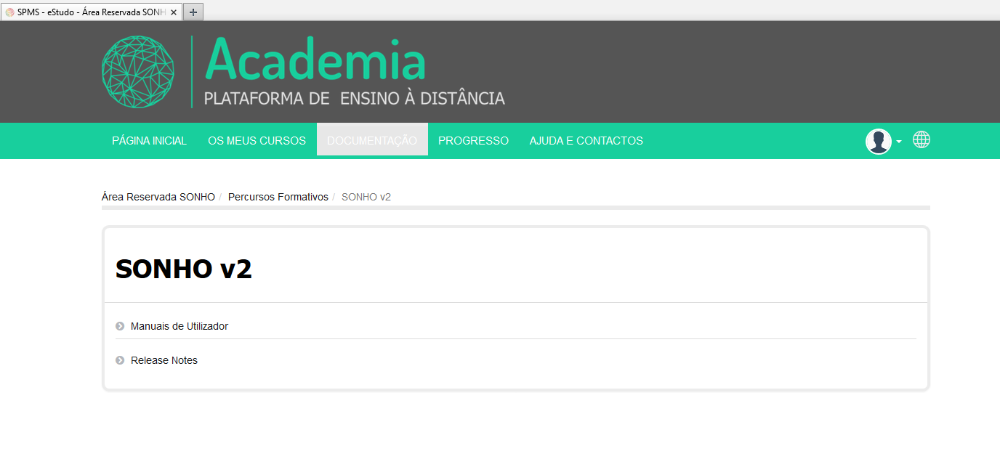 SPMS - eStudo - Área Reservada SONH
Academia
PLATAFORMA DE ENSINO À DISTÂNCIA
PÁGINA INICIAL OS MEUS CURSOS DOCUMENTAÇÃO PROGRESSO AJUDA E CONTACTOS
Área Reservada SONHO / Percursos Formativos / SONHO v2
SONHO v2
Manuais de Utilizador
Release Notes